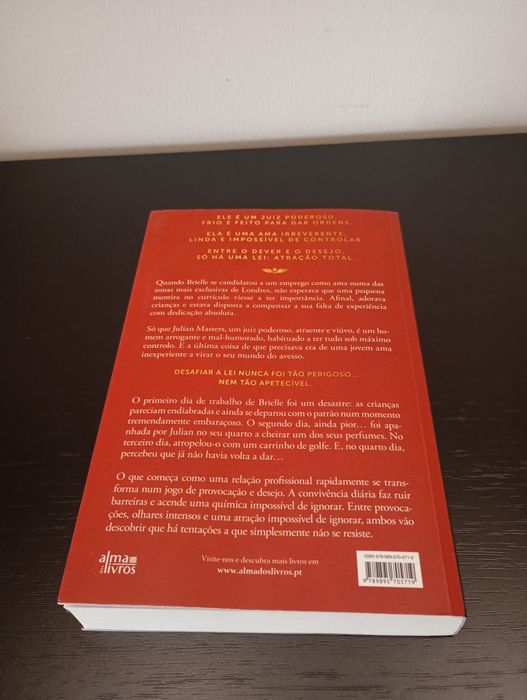 ELE É UM JUIZ PODEROSO,
FRIO E FEITO PARA DAR ORDENS.
ELA É UMA AMA IRREVERENTE,
LINDA E IMPOSSÍVEL DE CONTROLAR.
ENTRE O DEVER E O DESEJO,
SÓ HÁ UMA LEI: ATRAÇÃO TOTAL.
Quando Brielle se candidatou a um emprego como ama numa das
zonas mais exclusivas de Londres, não esperava que uma pequena
mentira no currículo viesse a ter importância. Afinal, adorava
crianças e estava disposta a compensar a sua falta de experiência
com dedicação absoluta.
Só que Julian Masters, um juiz poderoso, atraente e viúvo, é um ho-
mem arrogante e mal-humorado, habituado a ter tudo sob máximo
controlo. E a última coisa de que precisava era de uma jovem ama
inexperiente a virar o seu mundo do avesso.
DESAFIAR A LEI NUNCA FOI TÃO PERIGOSO...
NEM TÃO APETECÍVEL.
O primeiro dia de trabalho de Brielle foi um desastre: as crianças
pareciam endiabradas e ainda se deparou com o patrão num momento
tremendamente embaraçoso. O segundo dia, ainda pior... foi apa-
nhada por Julian no seu quarto a cheirar um dos seus perfumes. No
terceiro dia, atropelou-o com um carrinho de golfe. E, no quarto dia,
percebeu que já não havia volta a dar...
O que começa como uma relação profissional rapidamente se trans-
forma num jogo de provocação e desejo. A convivência diária faz ruir
barreiras e acende uma química impossível de ignorar. Entre provoca-
ções, olhares intensos e uma atração impossível de ignorar, ambos vão
descobrir que há tentações a que simplesmente não se resiste.
alma
dos livros
Visite-nos e descubra mais livros em
www.almadoslivros.pt
ISBN 978-989-570-571-9
9 789895 705719